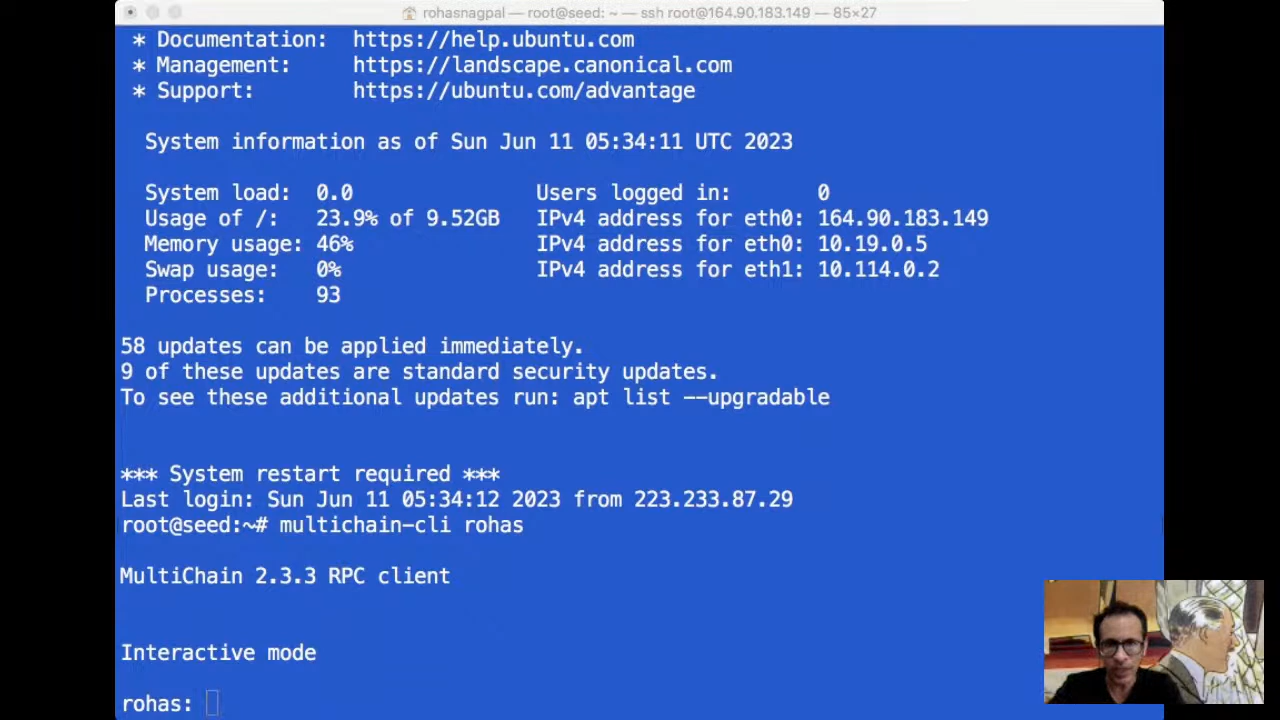 rohasnagpal — root@seed: ~ — ssh root@164.90.183.149 — 85×27
* Documentation:  https://help.ubuntu.com
* Management:     https://landscape.canonical.com
* Support:        https://ubuntu.com/advantage
System information as of Sun Jun 11 05:34:11 UTC 2023
System load:  0.0               Users logged in:       0
Usage of /:   23.9% of 9.52GB   IPv4 address for eth0: 164.90.183.149
Memory usage: 46%               IPv4 address for eth0: 10.19.0.5
Swap usage:   0%                IPv4 address for eth1: 10.114.0.2
Processes:    93
58 updates can be applied immediately.
9 of these updates are standard security updates.
To see these additional updates run: apt list --upgradable
*** System restart required ***
Last login: Sun Jun 11 05:34:12 2023 from 223.233.87.29
root@seed:~# multichain-cli rohas
MultiChain 2.3.3 RPC client
Interactive mode
rohas: